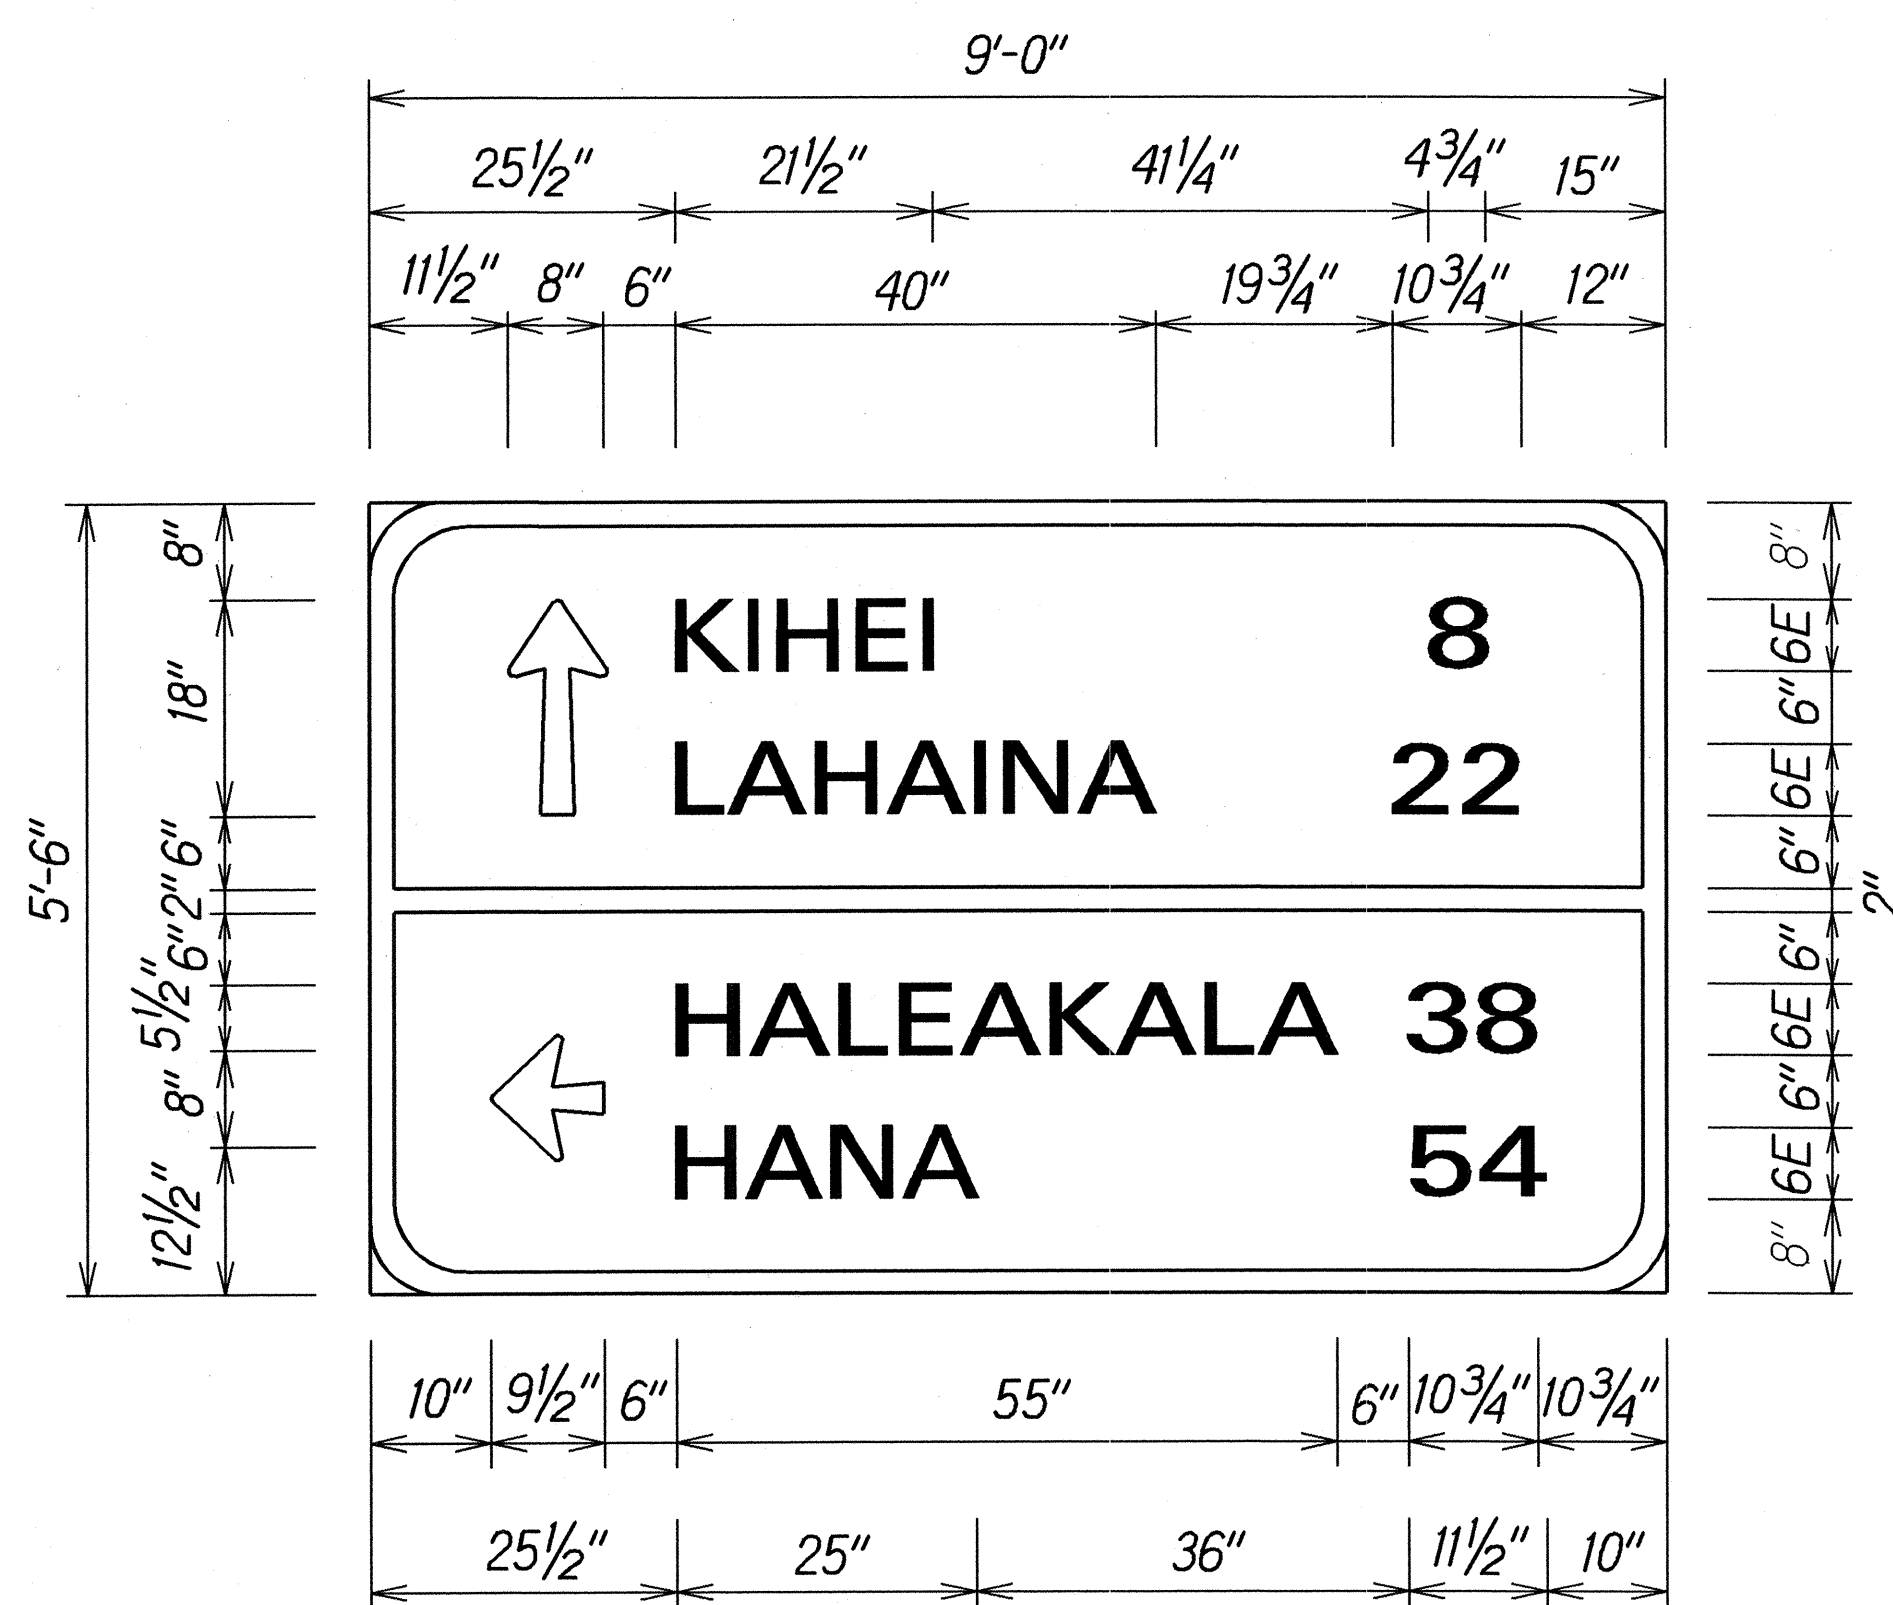 9'-0"
25½" 21½" 41¼" 4¾" 15"
11½" 8" 6" 40" 19¾" 10¾" 12"
8"
18"
6"
2"
6"
5½"
8"
12½"
5'-6"
KIHEI 8
LAHAINA 22
HALEAKALA 38
HANA 54
8"
6E
6"
6E
6"
2"
6"
6E
6"
6E
8"
10" 9½" 6" 55" 6" 10¾" 10¾"
25½" 25" 36" 11½" 10"